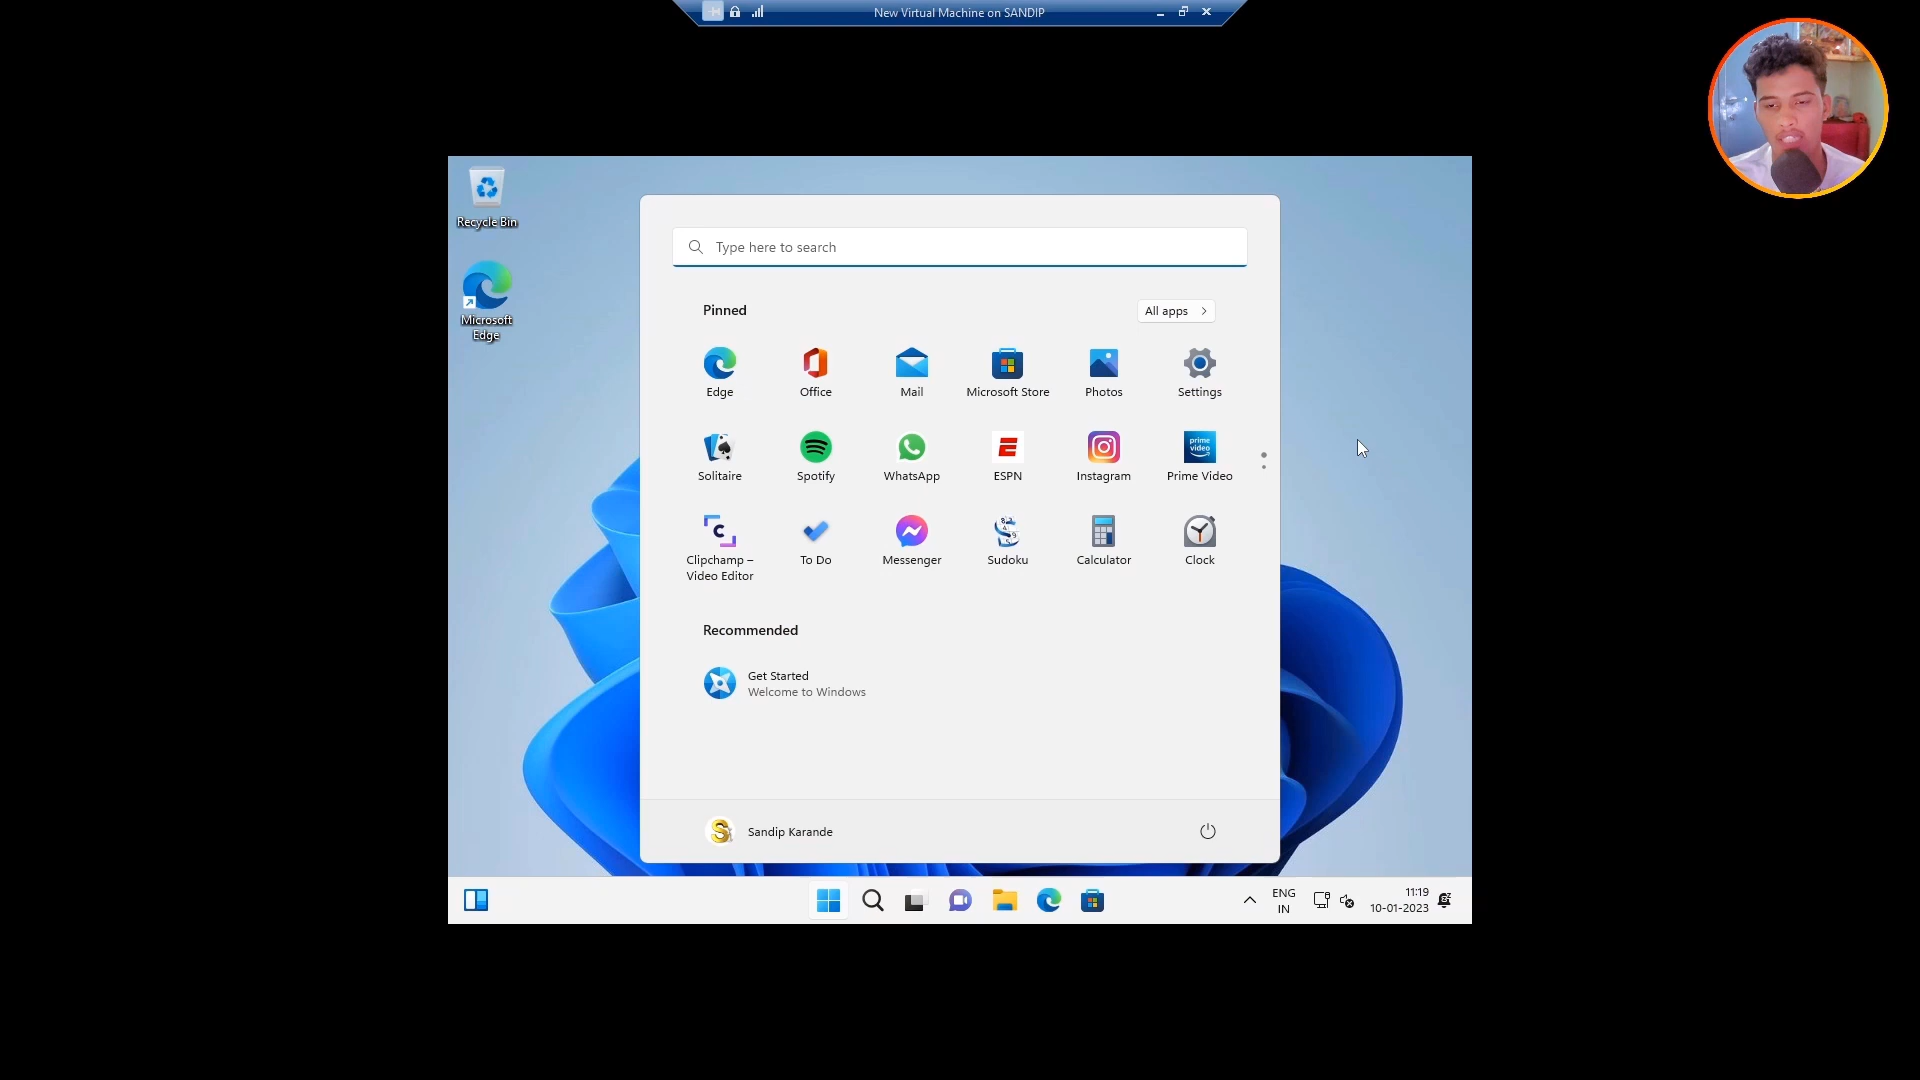 New Virtual Machine on SANDIP
Recycle Bin
Microsoft
Edge
Type here to search
Pinned
All apps
Edge
Office
Mail
Microsoft Store
Photos
Settings
Solitaire
Spotify
WhatsApp
ESPN
Instagram
prime
video
Prime Video
Clipchamp –
Video Editor
To Do
Messenger
Sudoku
Calculator
Clock
Recommended
Get Started
Welcome to Windows
Sandip Karande
ENG
IN
11:19
10-01-2023